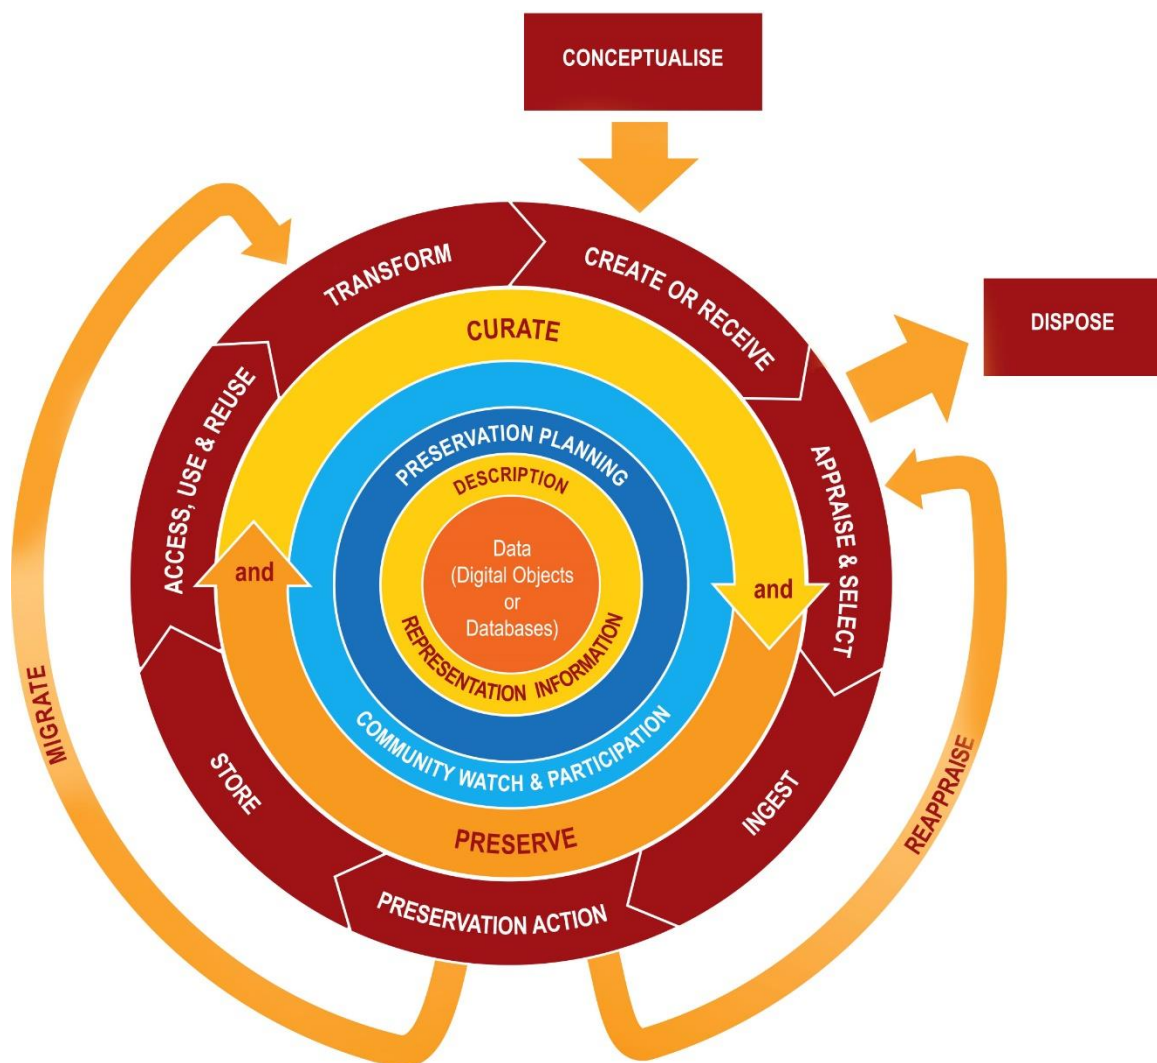 CONCEPTUALISE
TRANSFORM
CREATE OR RECEIVE
DISPOSE
CURATE
ACCESS, USE & REUSE
PRESERVATION PLANNING
DESCRIPTION
APPRAISE & SELECT
Data
(Digital Objects
or
Databases)
and
and
REPRESENTATION INFORMATION
COMMUNITY WATCH & PARTICIPATION
MIGRATE
STORE
PRESERVE
INGEST
REAPPRAISE
PRESERVATION ACTION